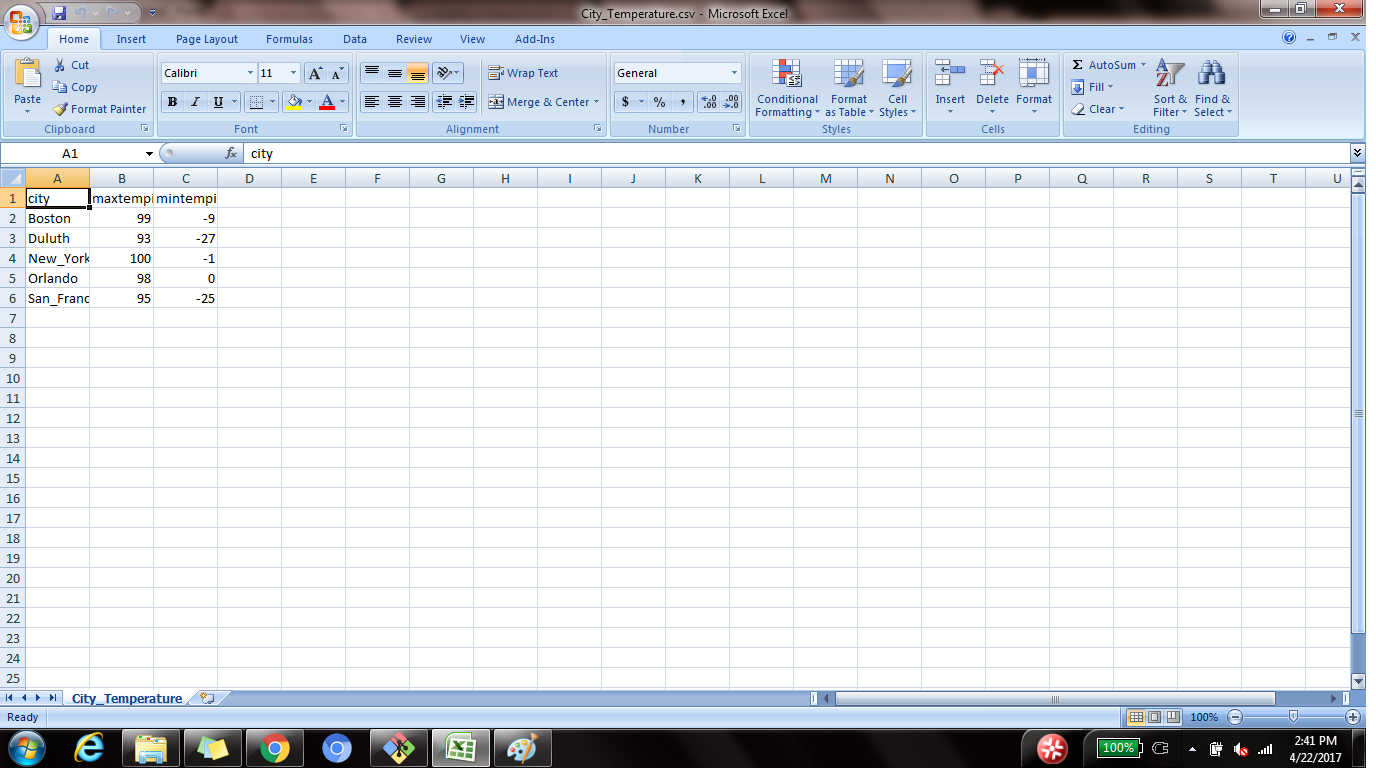 City_Temperature.csv - Microsoft Excel
Home Insert Page Layout Formulas Data Review View Add-Ins
Paste
Cut
Copy
Format Painter
Clipboard
Calibri 11
B I U
Font
Wrap Text
Merge & Center
Alignment
General
$ % ,
Number
Conditional Formatting
Format as Table
Cell Styles
Styles
Insert Delete Format
Cells
Σ AutoSum
Fill
Clear
Sort & Filter
Find & Select
Editing
A1 fx city
A B C D E F G H I J K L M N O P Q R S T U
1 city maxtempi mintempi
2 Boston 99 -9
3 Duluth 93 -27
4 New_York 100 -1
5 Orlando 98 0
6 San_Franc 95 -25
7
8
9
10
11
12
13
14
15
16
17
18
19
20
21
22
23
24
25
City_Temperature
Ready 100%
100% 2:41 PM
4/22/2017